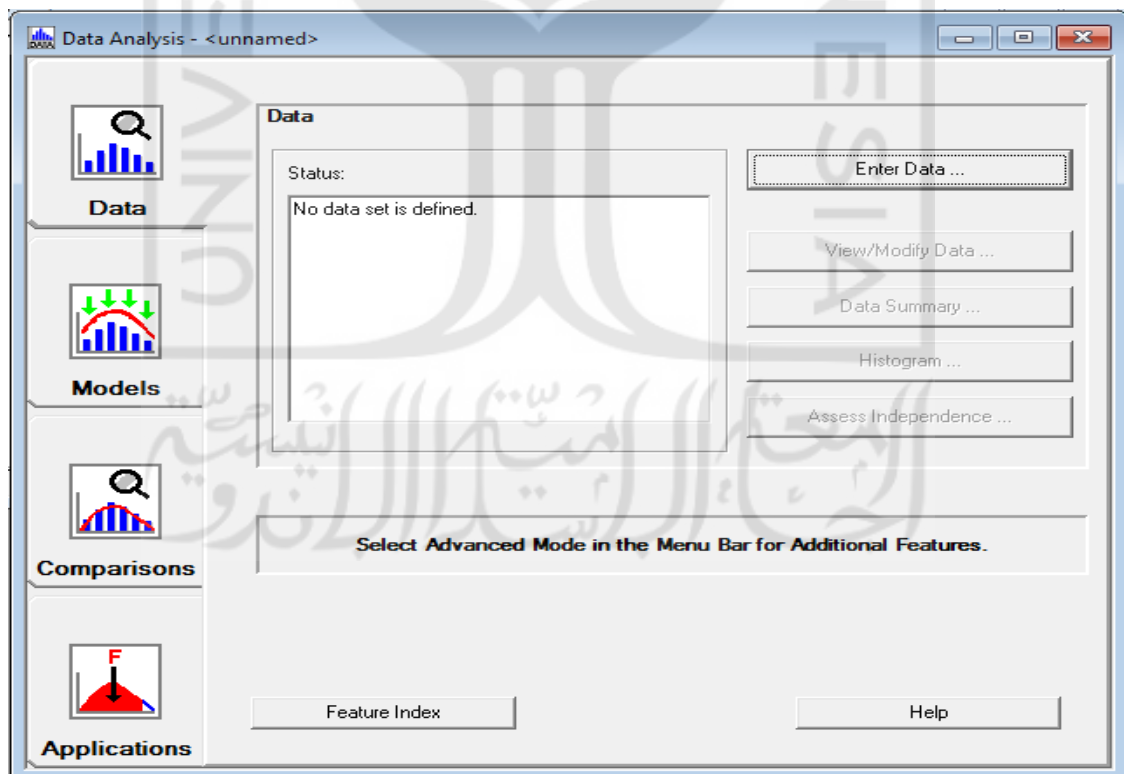 Data Analysis - <unnamed>
Data
Models
Comparisons
F
Applications
Data
Status:
No data set is defined.
Enter Data ...
View/Modify Data ...
Data Summary ...
Histogram ...
Assess Independence ...
Select Advanced Mode in the Menu Bar for Additional Features.
Feature Index
Help
DATA